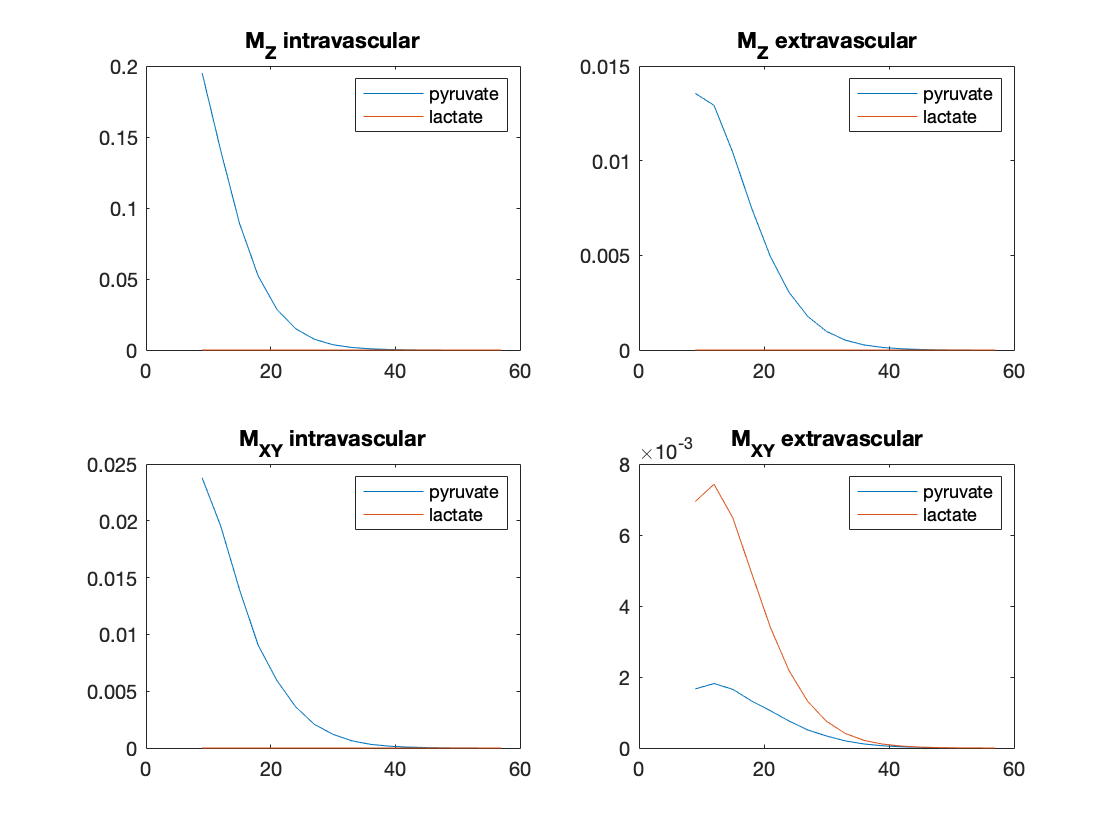 M_Z intravascular
0.2
0.15
0.1
0.05
0
0 20 40 60
pyruvate
lactate
M_Z extravascular
0.015
0.01
0.005
0
0 20 40 60
pyruvate
lactate
M_XY intravascular
0.025
0.02
0.015
0.01
0.005
0
0 20 40 60
pyruvate
lactate
M_XY extravascular
×10^-3
8
6
4
2
0
0 20 40 60
pyruvate
lactate